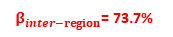 β𝑖𝑛𝑡𝑒𝑟−region = 73.7%